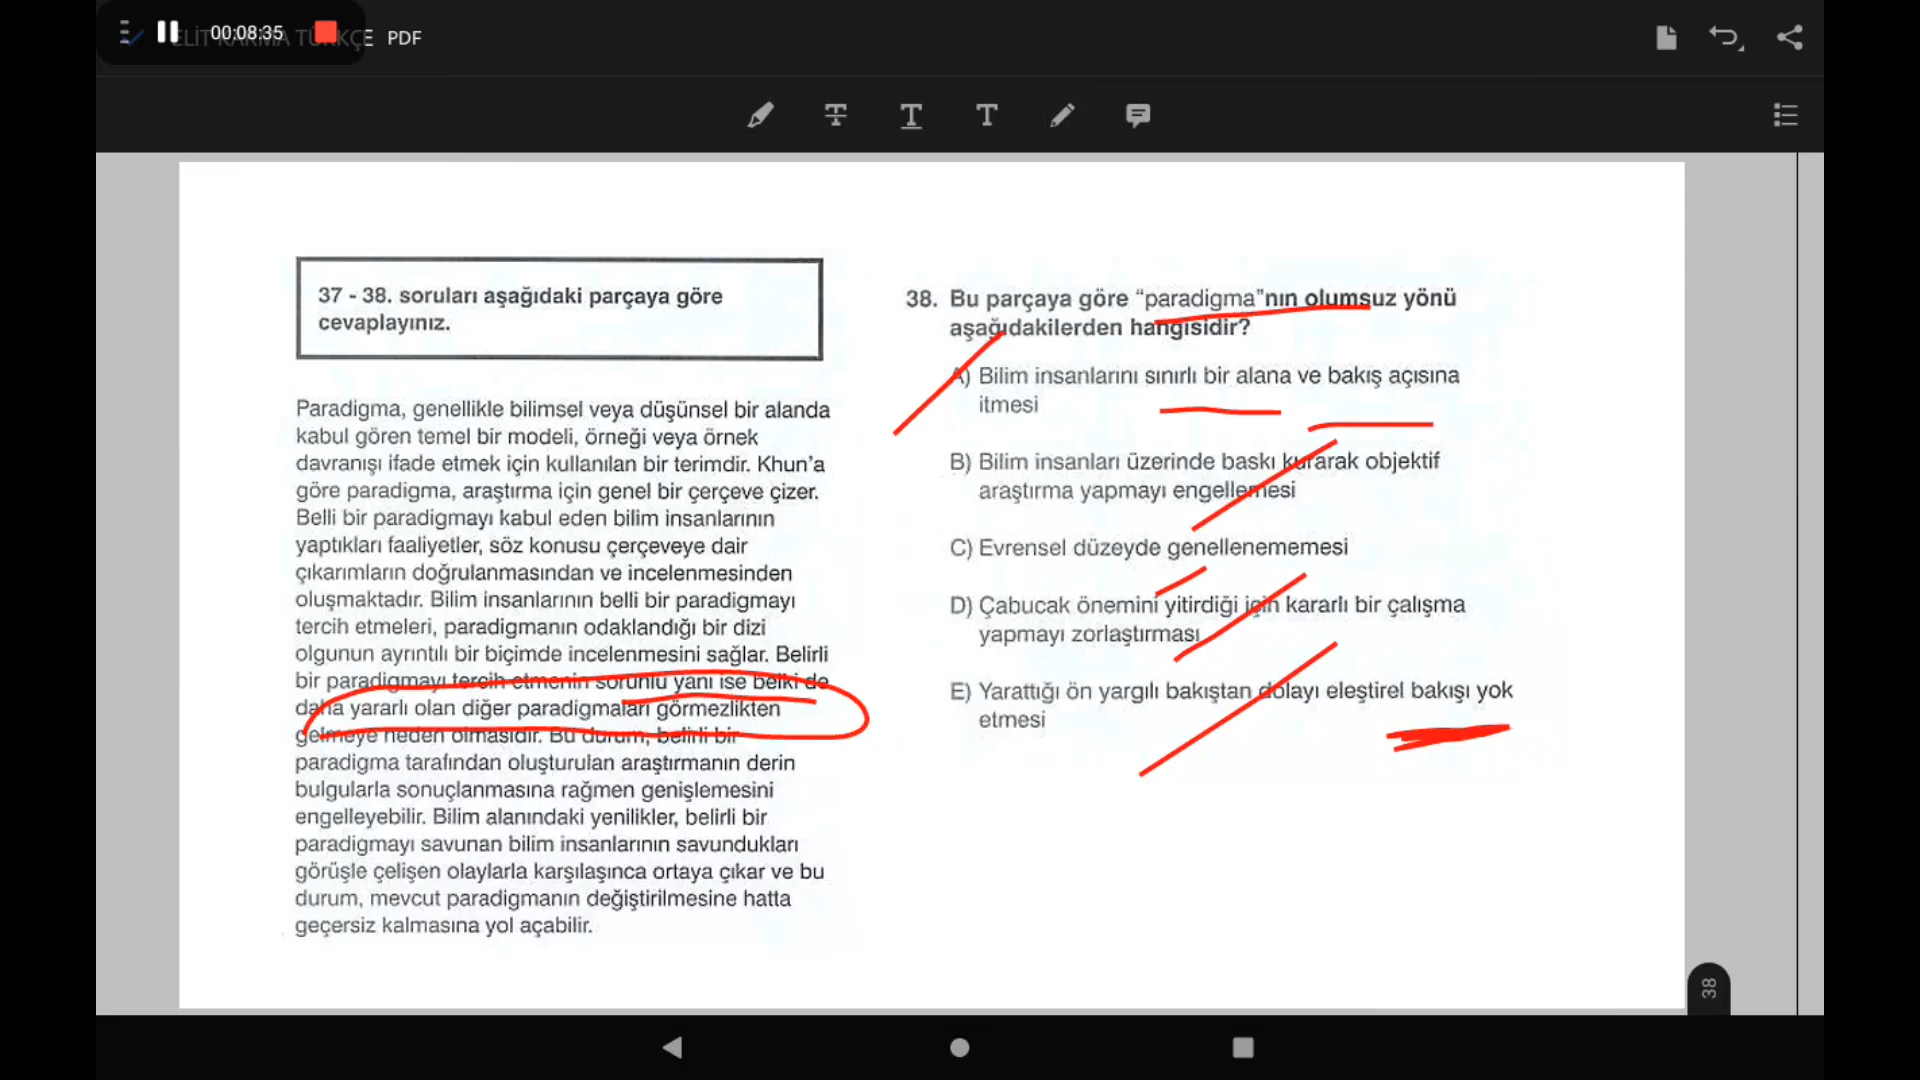 00:08:35
ELİT KARMA TÜRKÇE PDF
37 - 38. soruları aşağıdaki parçaya göre
cevaplayınız.
Paradigma, genellikle bilimsel veya düşünsel bir alanda
kabul gören temel bir modeli, örneği veya örnek
davranışı ifade etmek için kullanılan bir terimdir. Khun'a
göre paradigma, araştırma için genel bir çerçeve çizer.
Belli bir paradigmayı kabul eden bilim insanlarının
yaptıkları faaliyetler, söz konusu çerçeveye dair
çıkarımların doğrulanmasından ve incelenmesinden
oluşmaktadır. Bilim insanlarının belli bir paradigmayı
tercih etmeleri, paradigmanın odaklandığı bir dizi
olgunun ayrıntılı bir biçimde incelenmesini sağlar. Belirli
bir paradigmayı tercih etmenin sorunlu yanı ise belki de
daha yararlı olan diğer paradigmaları görmezlikten
gelmeye neden olmasıdır. Bu durum, belirli bir
paradigma tarafından oluşturulan araştırmanın derin
bulgularla sonuçlanmasına rağmen genişlemesini
engelleyebilir. Bilim alanındaki yenilikler, belirli bir
paradigmayı savunan bilim insanlarının savundukları
görüşle çelişen olaylarla karşılaşınca ortaya çıkar ve bu
durum, mevcut paradigmanın değiştirilmesine hatta
geçersiz kalmasına yol açabilir.
38. Bu parçaya göre “paradigma”nın olumsuz yönü
aşağıdakilerden hangisidir?
A) Bilim insanlarını sınırlı bir alana ve bakış açısına
itmesi
B) Bilim insanları üzerinde baskı kurarak objektif
araştırma yapmayı engellemesi
C) Evrensel düzeyde genellenememesi
D) Çabucak önemini yitirdiği için kararlı bir çalışma
yapmayı zorlaştırması
E) Yarattığı ön yargılı bakıştan dolayı eleştirel bakışı yok
etmesi
38